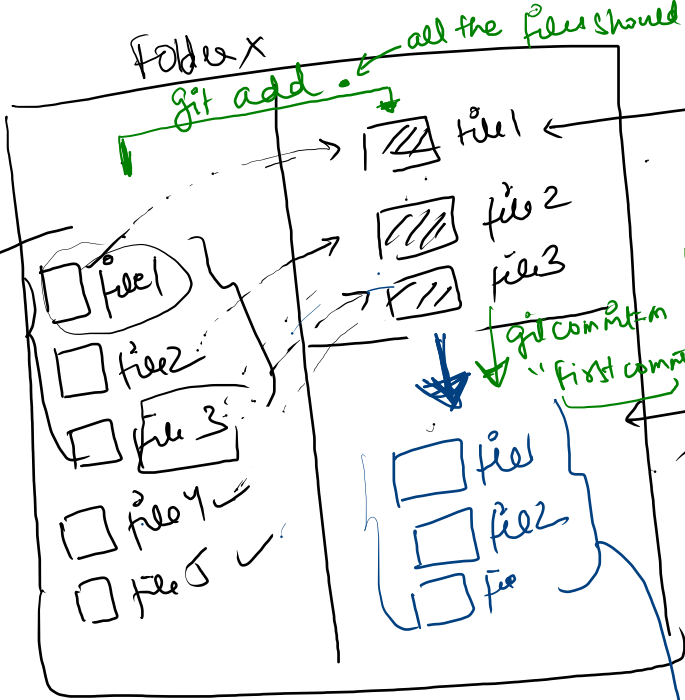 all the files should
Folder X
git add .
file1
file2
file3
file1
file2
file3
file4
file5
git commit -m
"first commit
file1
file2
file